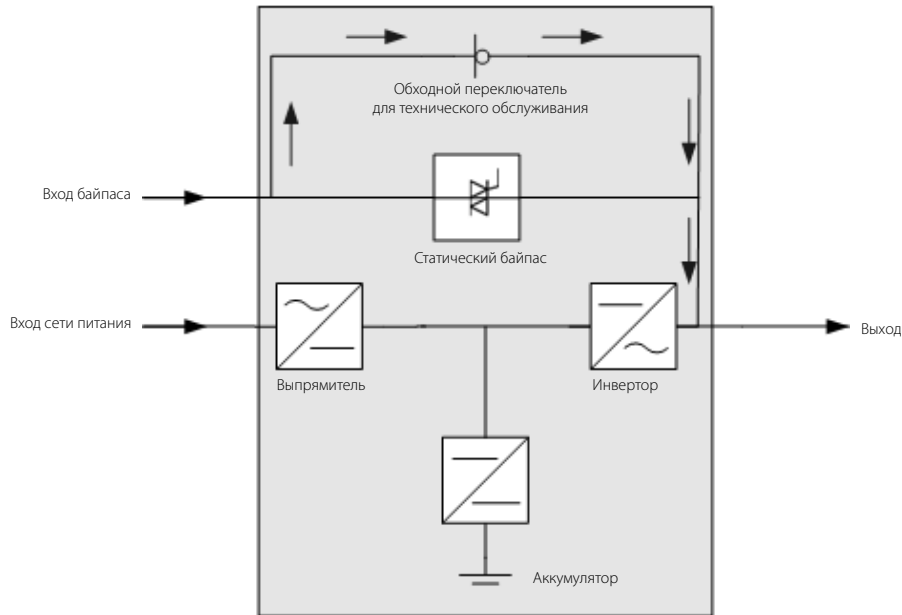 Обходной переключатель
для технического обслуживания
Вход байпаса
Статический байпас
Вход сети питания
Выход
Выпрямитель
Инвертор
Аккумулятор